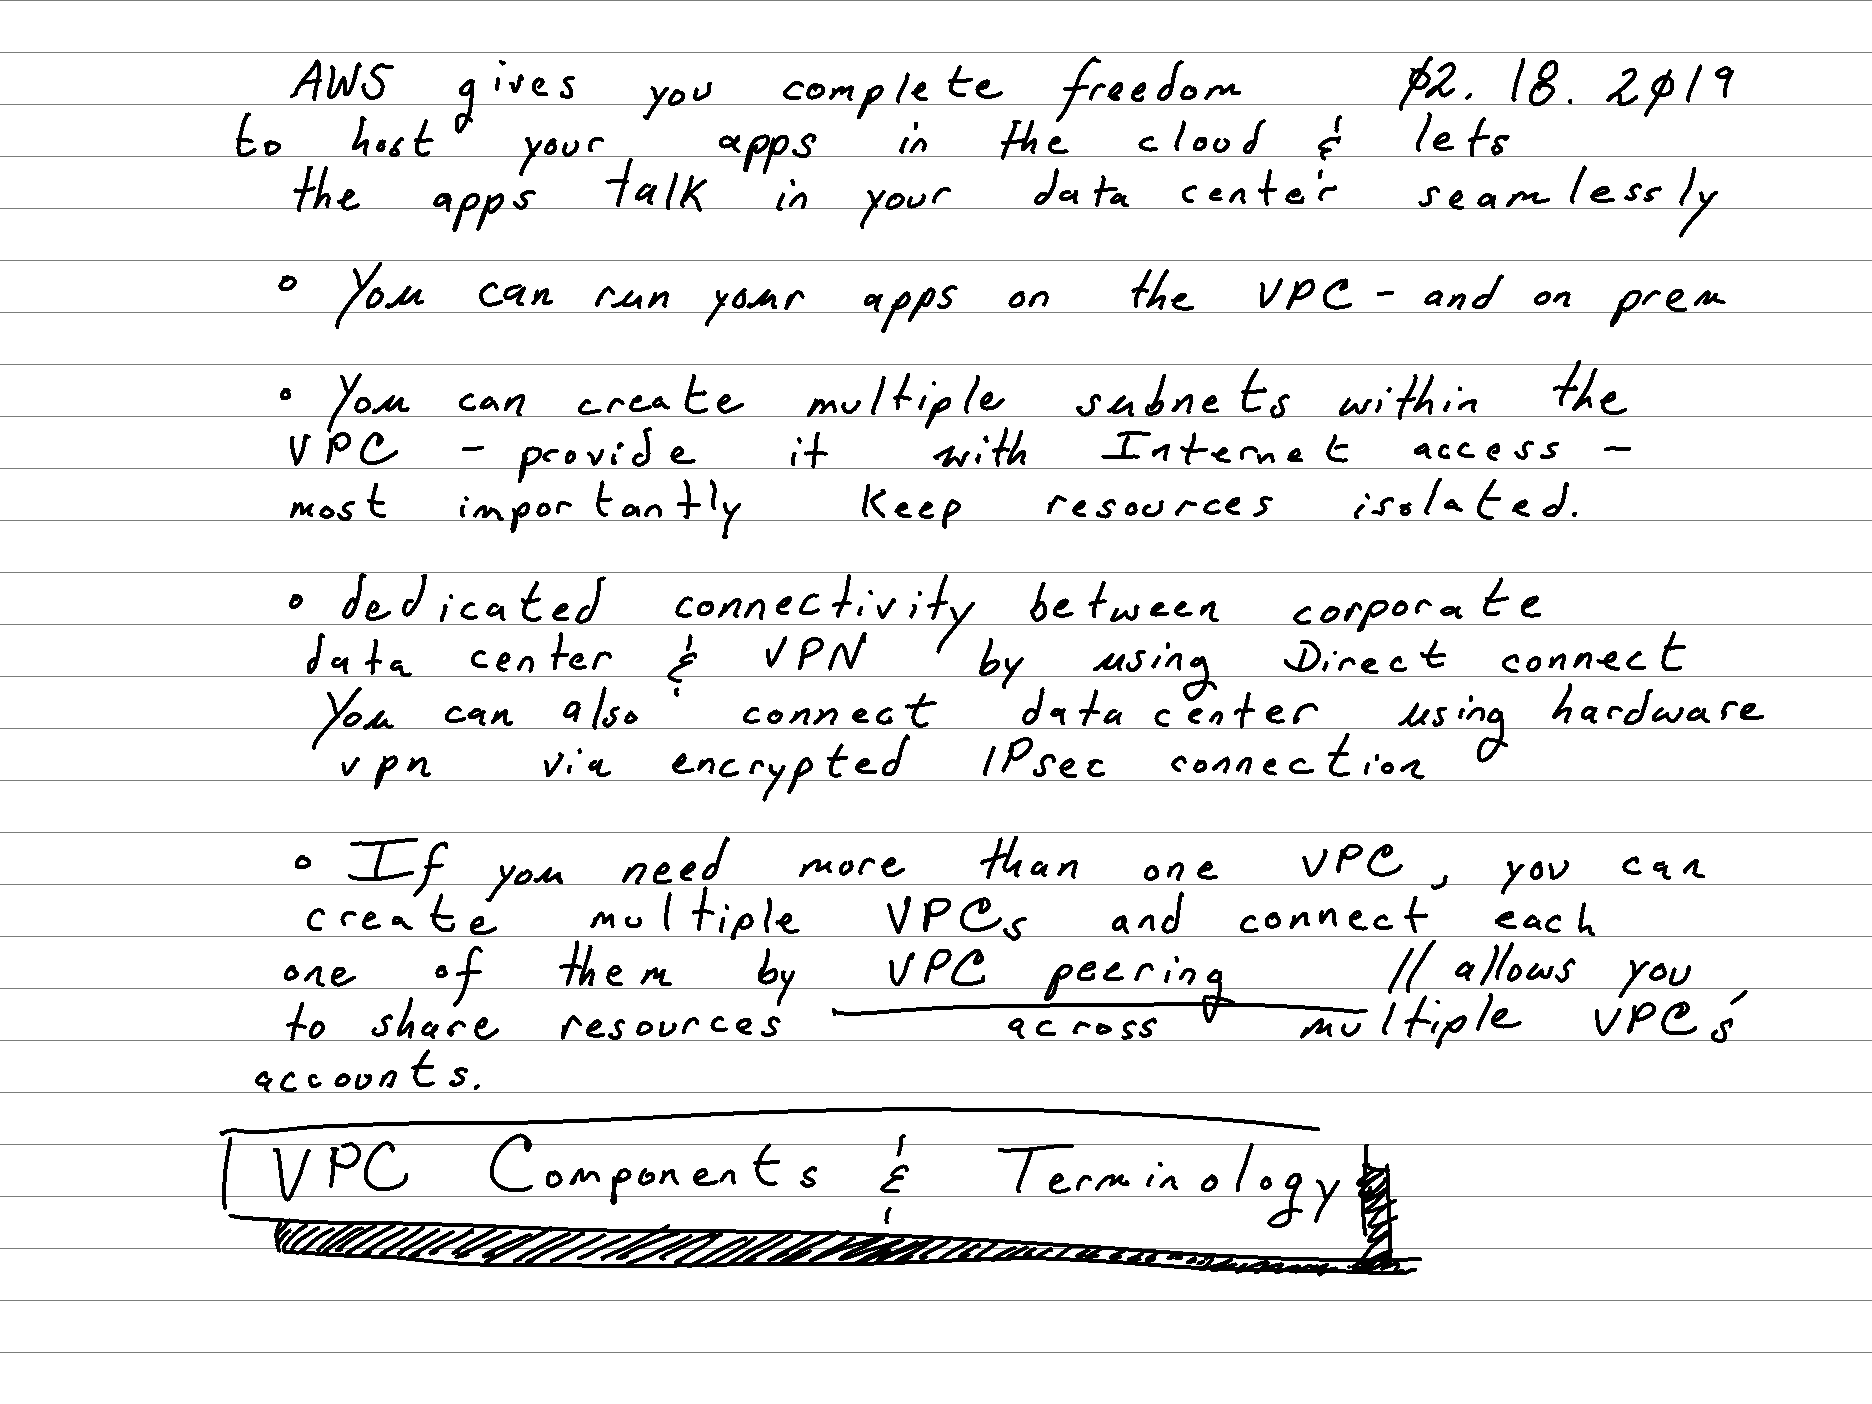 AWS gives you complete freedom 02.18.2019
to host your apps in the cloud & lets
the apps talk in your data center seamlessly
• You can run your apps on the VPC - and on prem
• You can create multiple subnets within the
VPC - provide it with Internet access -
most importantly keep resources isolated.
• dedicated connectivity between corporate
data center & VPN by using Direct connect
You can also connect data center using hardware
vpn via encrypted IPsec connection
• If you need more than one VPC, you can
create multiple VPCs and connect each
one of them by VPC peering // allows you
to share resources across multiple VPCs'
accounts.
VPC Components & Terminology